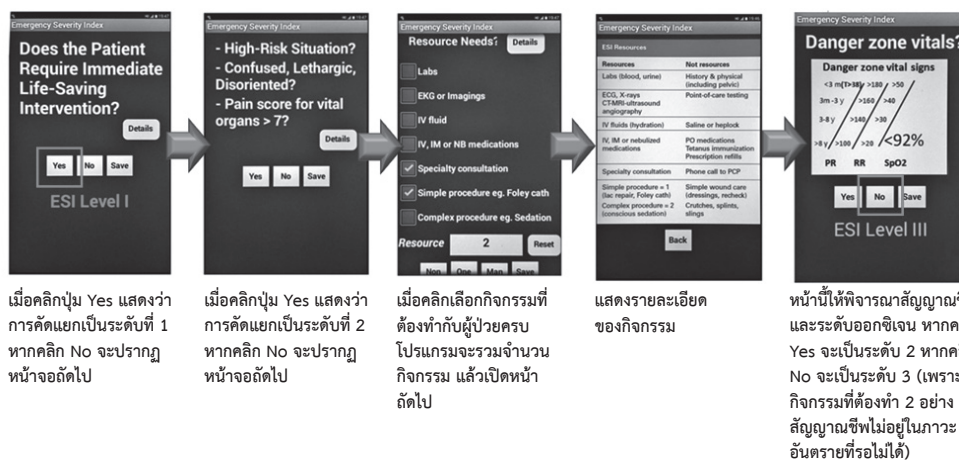 Emergency Severity Index
Does the Patient
Require Immediate
Life-Saving
Intervention?
Details
Yes No Save
ESI Level I
เมื่อคลิกปุ่ม Yes แสดงว่า
การคัดแยกเป็นระดับที่ 1
หากคลิก No จะปรากฏ
หน้าจอถัดไป
Emergency Severity Index
- High-Risk Situation?
- Confused, Lethargic,
Disoriented?
- Pain score for vital
organs > 7?
Details
Yes No Save
เมื่อคลิกปุ่ม Yes แสดงว่า
การคัดแยกเป็นระดับที่ 2
หากคลิก No จะปรากฏ
หน้าจอถัดไป
Emergency Severity Index
Resource Needs? Details
Labs
EKG or Imagings
IV fluid
IV, IM or NB medications
Specialty consultation
Simple procedure eg. Foley cath
Complex procedure eg. Sedation
Resource 2 Reset
Non One Man Save
เมื่อคลิกเลือกกิจกรรมที่
ต้องทำกับผู้ป่วยครบ
โปรแกรมจะรวมจำนวน
กิจกรรม แล้วเปิดหน้า
ถัดไป
Emergency Severity Index
ESI Resources
Resources Not resources
Labs (blood, urine) History & physical
(including pelvic)
ECG, X-rays Point-of-care testing
CT-MRI-ultrasound
angiography
IV fluids (hydration) Saline or heplock
IV, IM or nebulized PO medications
medications Tetanus immunization
Prescription refills
Specialty consultation Phone call to PCP
Simple procedure = 1 Simple wound care
(lac repair, Foley cath) (dressings, recheck)
Complex procedure = 2 Crutches, splints,
(conscious sedation) slings
Back
แสดงรายละเอียด
ของกิจกรรม
Emergency Severity Index
Danger zone vitals?
Danger zone vital signs
<3 m(T>38) >180 >50
3m -3 y >160 >40
3-8 y >140 >30
>8 y >100 >20 <92%
PR RR SpO2
Yes No Save
ESI Level III
หน้านี้ให้พิจารณาสัญญาณชี
และระดับออกซิเจน หากค
Yes จะเป็นระดับ 2 หากค
No จะเป็นระดับ 3 (เพราะ
กิจกรรมที่ต้องทำ 2 อย่าง
สัญญาณชีพไม่อยู่ในภาวะ
อันตรายที่รอไม่ได้)